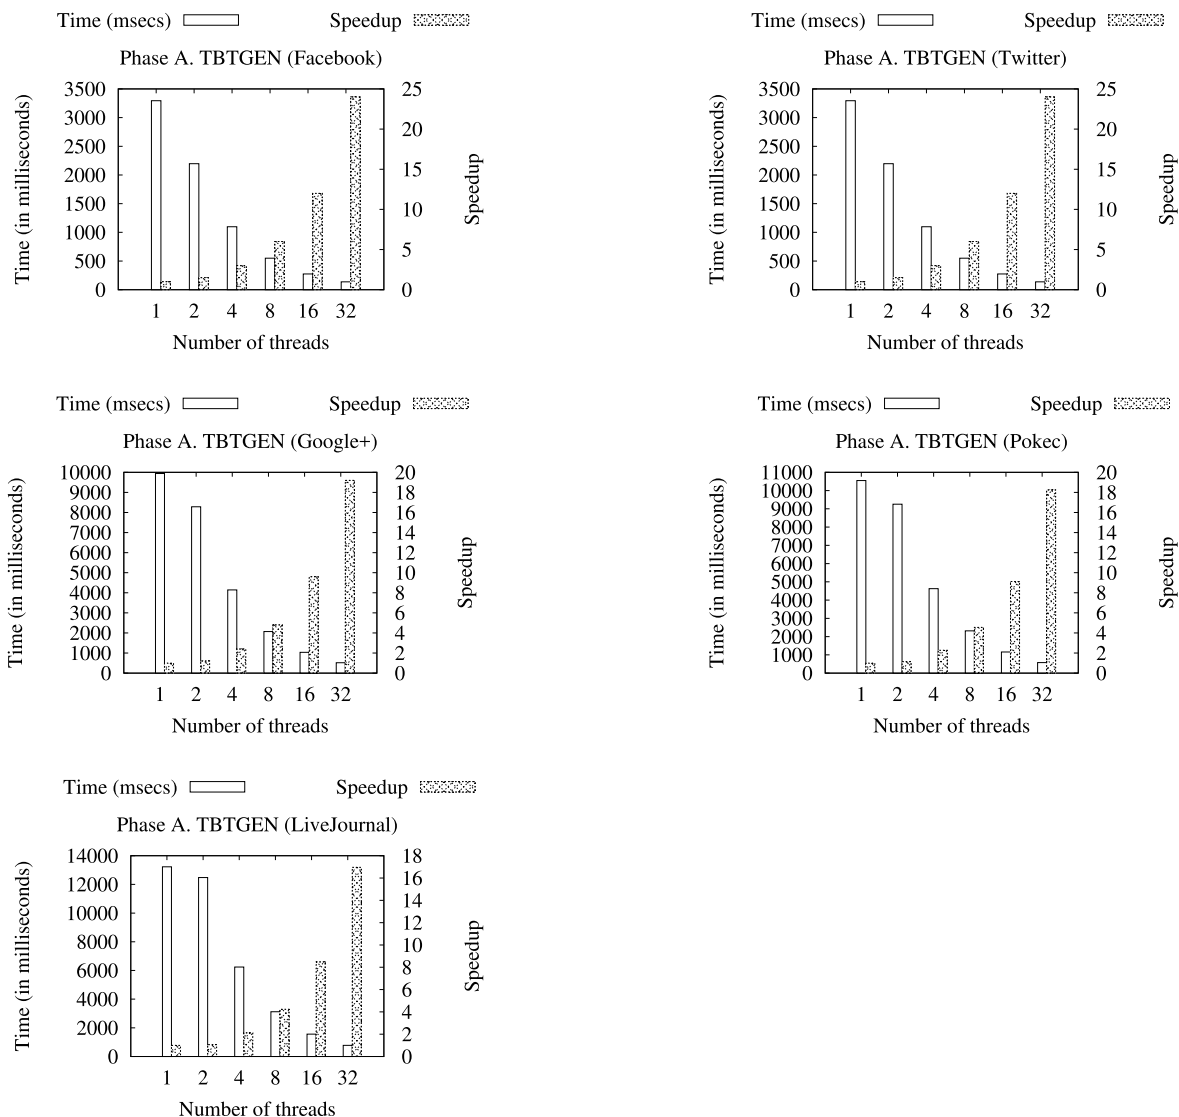 Time (msecs) Speedup
Phase A. TBTGEN (Facebook)
3500 25
3000 20
2500
2000 15
1500 10
1000 5
500
0 0
1 2 4 8 16 32
Number of threads
Time (in milliseconds)
Speedup
Time (msecs) Speedup
Phase A. TBTGEN (Twitter)
3500 25
3000 20
2500
2000 15
1500 10
1000 5
500
0 0
1 2 4 8 16 32
Number of threads
Time (in milliseconds)
Speedup
Time (msecs) Speedup
Phase A. TBTGEN (Google+)
10000 20
9000 18
8000 16
7000 14
6000 12
5000 10
4000 8
3000 6
2000 4
1000 2
0 0
1 2 4 8 16 32
Number of threads
Time (in milliseconds)
Speedup
Time (msecs) Speedup
Phase A. TBTGEN (Pokec)
11000 20
10000 18
9000 16
8000 14
7000 12
6000
5000 10
4000 8
3000 6
2000 4
1000 2
0 0
1 2 4 8 16 32
Number of threads
Time (in milliseconds)
Speedup
Time (msecs) Speedup
Phase A. TBTGEN (LiveJournal)
14000 18
12000 16
10000 14
8000 12
6000 10
4000 8
2000 6
0 4
2
0
1 2 4 8 16 32
Number of threads
Time (in milliseconds)
Speedup